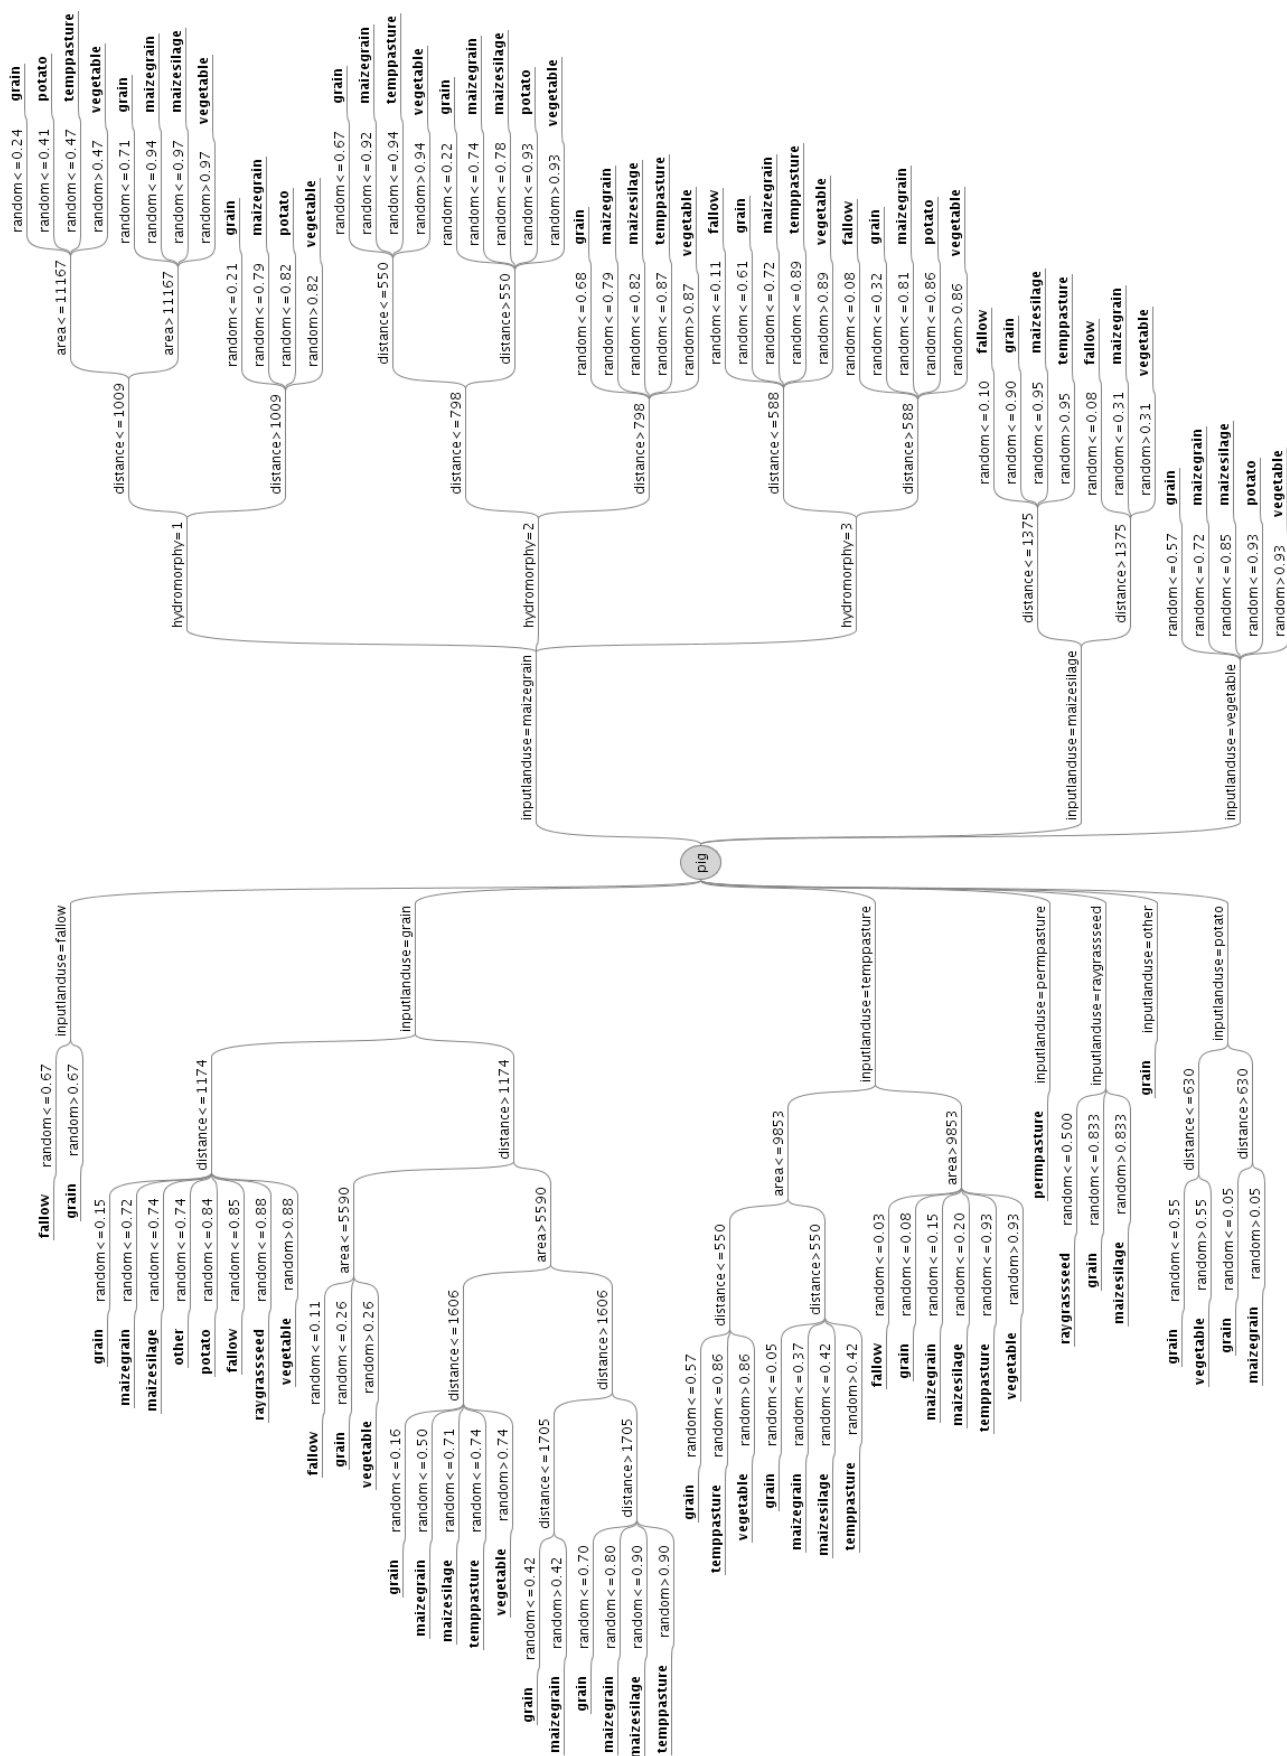 pig
inputlanduse=fallow
random<=0.67
fallow
random>0.67
grain
inputlanduse=grain
distance<=1174
random<=0.15
grain
random<=0.72
maizegrain
random<=0.74
maizesilage
random<=0.74
other
random<=0.84
potato
random<=0.85
fallow
random<=0.88
raygrassseed
random>0.88
vegetable
distance>1174
area<=5590
random<=0.11
fallow
random<=0.26
grain
random>0.26
vegetable
area>5590
distance<=1606
random<=0.16
grain
random<=0.50
maizegrain
random<=0.71
maizesilage
random<=0.74
temppasture
random>0.74
vegetable
distance>1606
distance<=1705
random<=0.42
grain
random>0.42
maizegrain
distance>1705
random<=0.70
grain
random<=0.80
maizegrain
random<=0.90
maizesilage
random>0.90
temppasture
inputlanduse=temppasture
area<=9853
distance<=550
random<=0.57
grain
random<=0.86
temppasture
random>0.86
vegetable
distance>550
random<=0.05
grain
random<=0.37
maizegrain
random<=0.42
maizesilage
random>0.42
temppasture
area>9853
random<=0.03
fallow
random<=0.08
grain
random<=0.15
maizegrain
random<=0.20
maizesilage
random<=0.93
temppasture
random>0.93
vegetable
inputlanduse=permpasture
permpasture
inputlanduse=raygrassseed
random<=0.500
raygrassseed
random<=0.833
grain
random>0.833
maizesilage
inputlanduse=other
grain
inputlanduse=potato
distance<=630
random<=0.55
grain
random>0.55
vegetable
distance>630
random<=0.05
grain
random>0.05
maizegrain
inputlanduse=maizegrain
hydromorphy=1
distance<=1009
area<=11167
random<=0.24
grain
random<=0.41
potato
random<=0.47
temppasture
random>0.47
vegetable
area>11167
random<=0.71
grain
random<=0.94
maizegrain
random<=0.97
maizesilage
random>0.97
vegetable
distance>1009
random<=0.21
grain
random<=0.79
maizegrain
random<=0.82
potato
random>0.82
vegetable
hydromorphy=2
distance<=798
distance<=550
random<=0.67
grain
random<=0.92
maizegrain
random<=0.94
temppasture
random>0.94
vegetable
distance>550
random<=0.22
grain
random<=0.74
maizegrain
random<=0.78
maizesilage
random<=0.93
potato
random>0.93
vegetable
distance>798
random<=0.68
grain
random<=0.79
maizegrain
random<=0.82
maizesilage
random<=0.87
temppasture
random>0.87
vegetable
hydromorphy=3
distance<=588
random<=0.11
fallow
random<=0.61
grain
random<=0.72
maizegrain
random<=0.89
temppasture
random>0.89
vegetable
distance>588
random<=0.08
fallow
random<=0.32
grain
random<=0.81
maizegrain
random<=0.86
potato
random>0.86
vegetable
inputlanduse=maizesilage
distance<=1375
random<=0.10
fallow
random<=0.90
grain
random<=0.95
maizesilage
random>0.95
temppasture
distance>1375
random<=0.08
fallow
random<=0.31
maizegrain
random>0.31
vegetable
inputlanduse=vegetable
random<=0.57
grain
random<=0.72
maizegrain
random<=0.85
maizesilage
random<=0.93
potato
random>0.93
vegetable